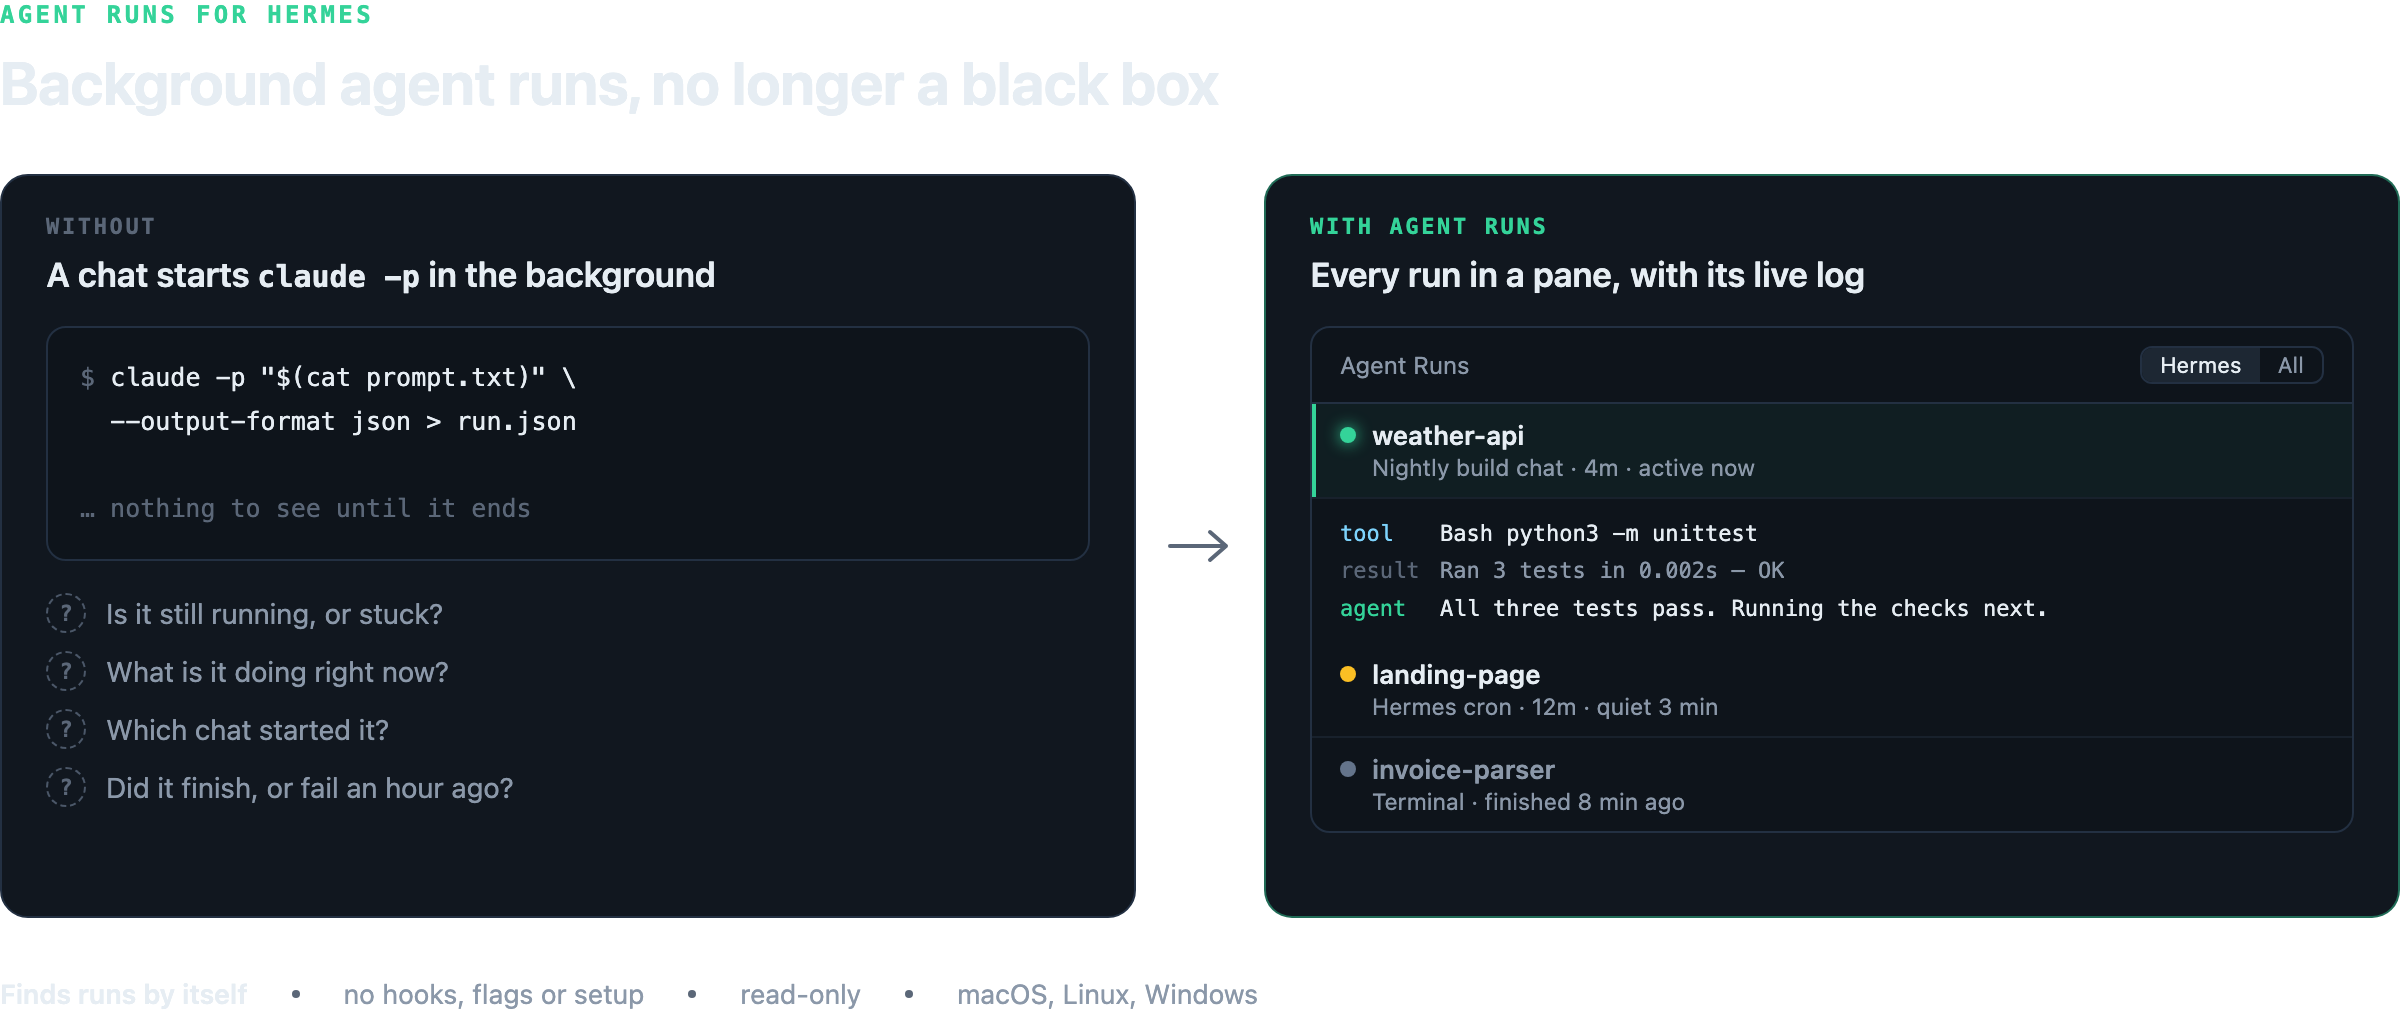 AGENT RUNS FOR HERMES
Background agent runs, no longer a black box
WITHOUT
A chat starts claude -p in the background
$ claude -p "$(cat prompt.txt)" \
--output-format json > run.json
… nothing to see until it ends
? Is it still running, or stuck?
? What is it doing right now?
? Which chat started it?
? Did it finish, or fail an hour ago?
WITH AGENT RUNS
Every run in a pane, with its live log
Agent Runs Hermes All
weather-api
Nightly build chat · 4m · active now
tool Bash python3 -m unittest
result Ran 3 tests in 0.002s — OK
agent All three tests pass. Running the checks next.
landing-page
Hermes cron · 12m · quiet 3 min
invoice-parser
Terminal · finished 8 min ago
Finds runs by itself • no hooks, flags or setup • read-only • macOS, Linux, Windows